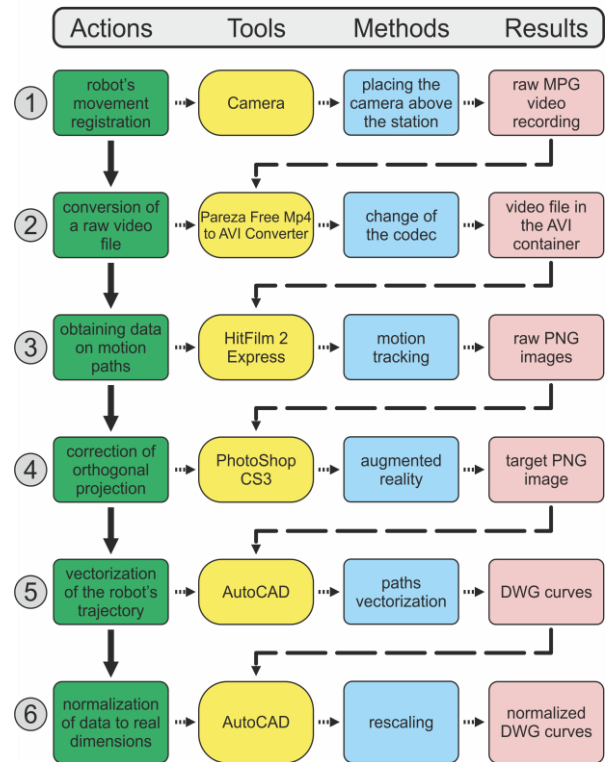 Actions Tools Methods Results
1
robot's
movement
registration
Camera
placing the
camera above
the station
raw MPG
video
recording
2
conversion of
a raw video
file
Pareza Free Mp4
to AVI Converter
change of
the codec
video file in
the AVI
container
3
obtaining data
on motion
paths
HitFilm 2
Express
motion
tracking
raw PNG
images
4
correction of
orthogonal
projection
PhotoShop
CS3
augmented
reality
target PNG
image
5
vectorization
of the robot's
trajectory
AutoCAD
paths
vectorization
DWG curves
6
normalization
of data to real
dimensions
AutoCAD
rescaling
normalized
DWG curves